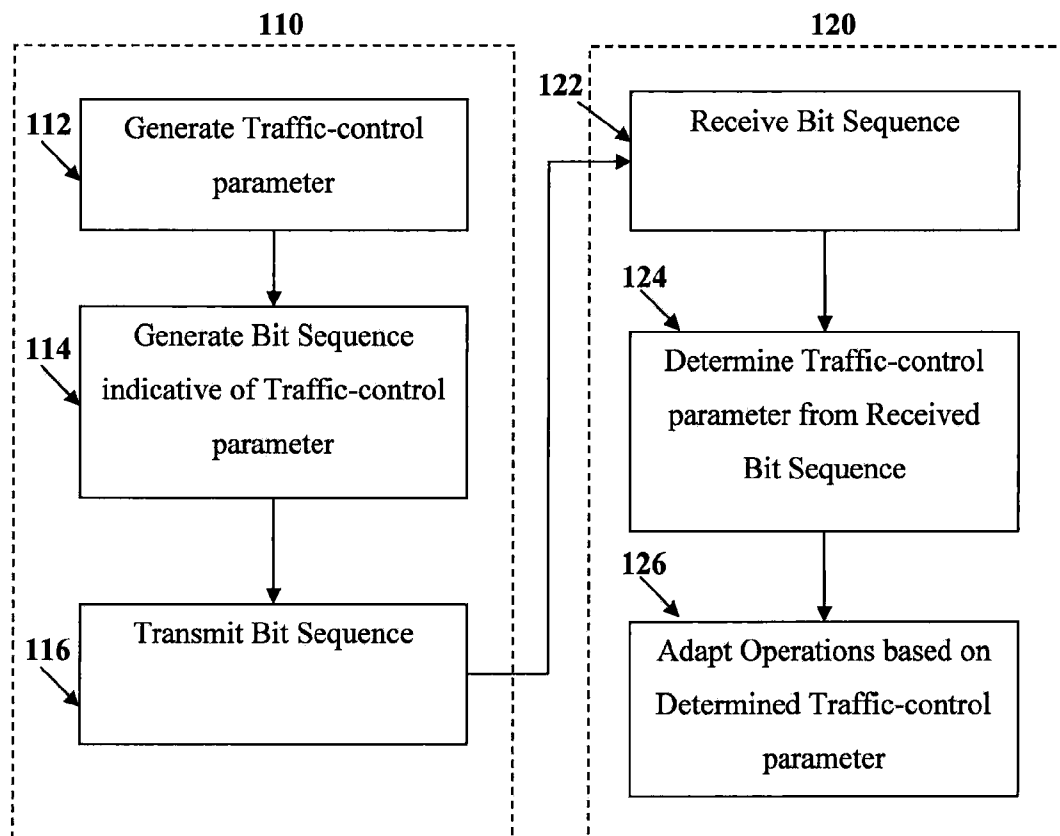 110
112
Generate Traffic-control
parameter
114
Generate Bit Sequence
indicative of Traffic-control
parameter
116
Transmit Bit Sequence
120
122
Receive Bit Sequence
124
Determine Traffic-control
parameter from Received
Bit Sequence
126
Adapt Operations based on
Determined Traffic-control
parameter